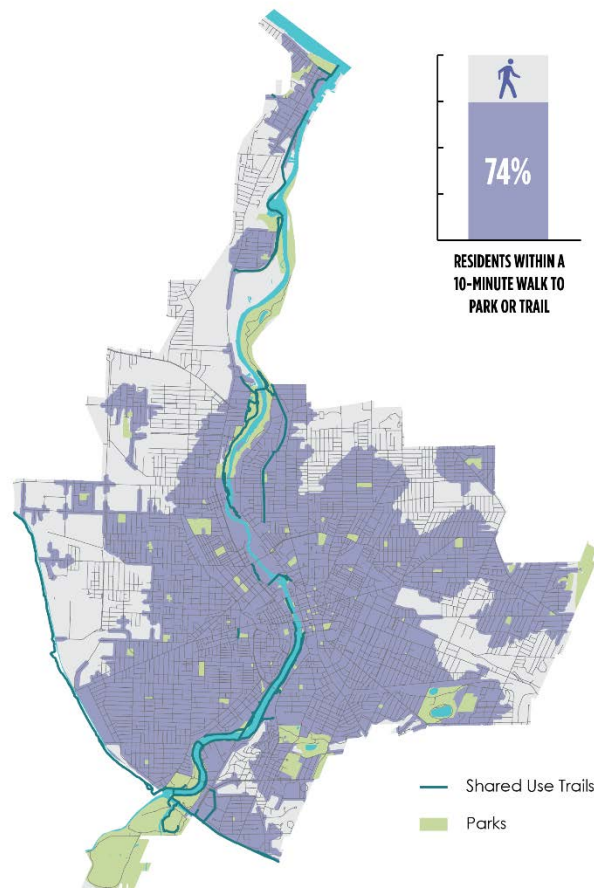 74%
RESIDENTS WITHIN A
10-MINUTE WALK TO
PARK OR TRAIL
Shared Use Trails
Parks